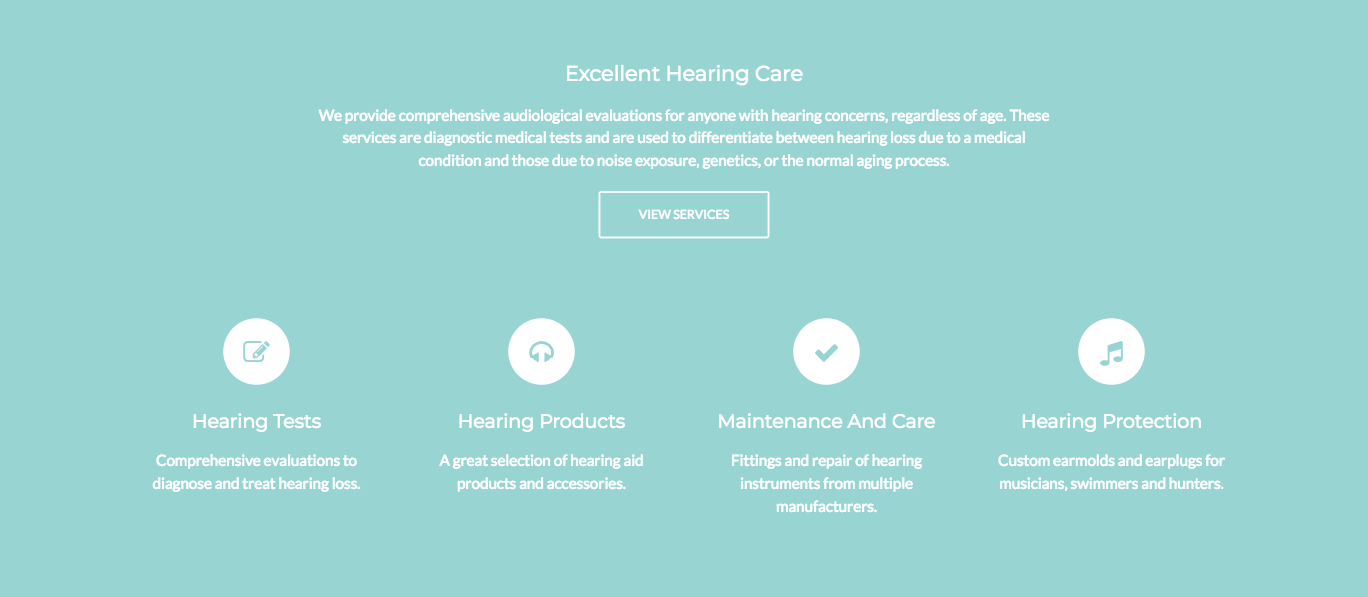 Excellent Hearing Care
We provide comprehensive audiological evaluations for anyone with hearing concerns, regardless of age. These
services are diagnostic medical tests and are used to differentiate between hearing loss due to a medical
condition and those due to noise exposure, genetics, or the normal aging process.
VIEW SERVICES
Hearing Tests
Comprehensive evaluations to
diagnose and treat hearing loss.
Hearing Products
A great selection of hearing aid
products and accessories.
Maintenance And Care
Fittings and repair of hearing
instruments from multiple
manufacturers.
Hearing Protection
Custom earmolds and earplugs for
musicians, swimmers and hunters.